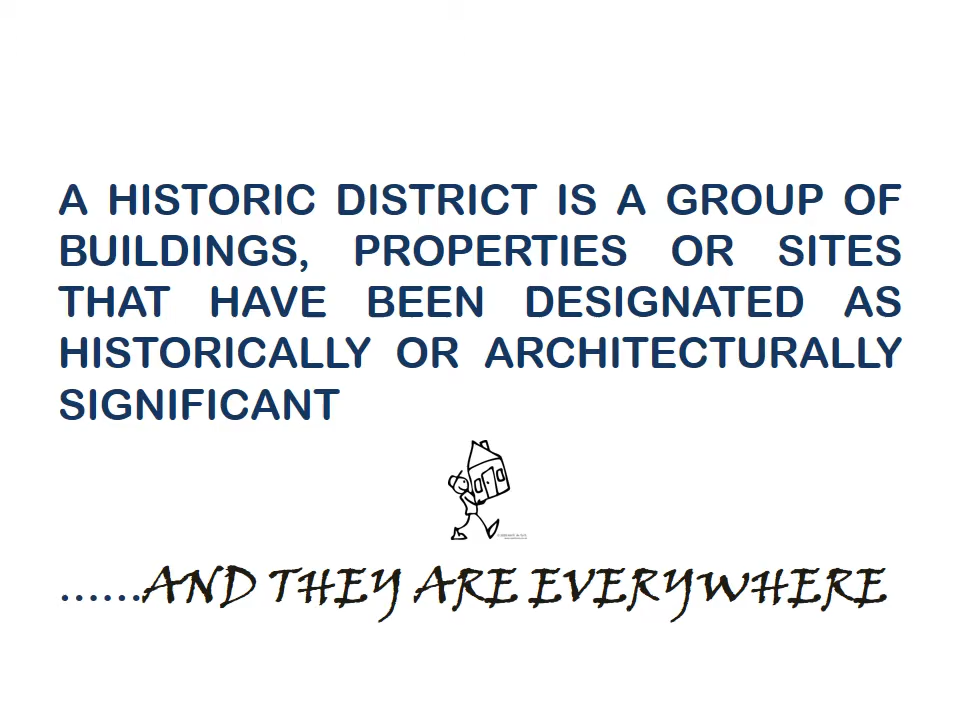 A HISTORIC DISTRICT IS A GROUP OF
BUILDINGS, PROPERTIES OR SITES
THAT HAVE BEEN DESIGNATED AS
HISTORICALLY OR ARCHITECTURALLY
SIGNIFICANT
......AND THEY ARE EVERYWHERE